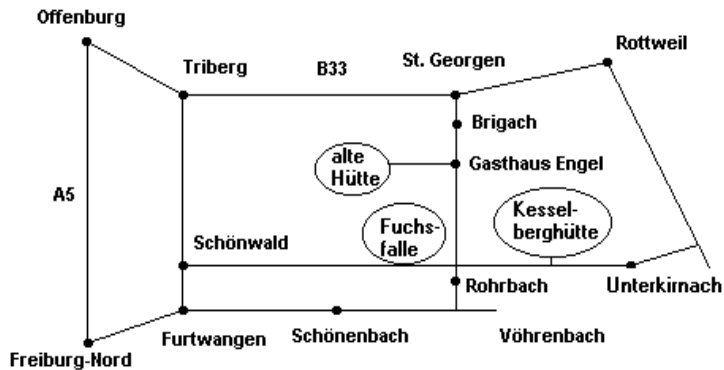 Offenburg
Rottweil
Triberg
B33
St. Georgen
Brigach
alte
Hütte
Gasthaus Engel
A5
Kessel-
berghütte
Fuchs-
falle
Schönwald
Rohrbach
Unterkirnach
Furtwangen
Schönenbach
Vöhrenbach
Freiburg-Nord